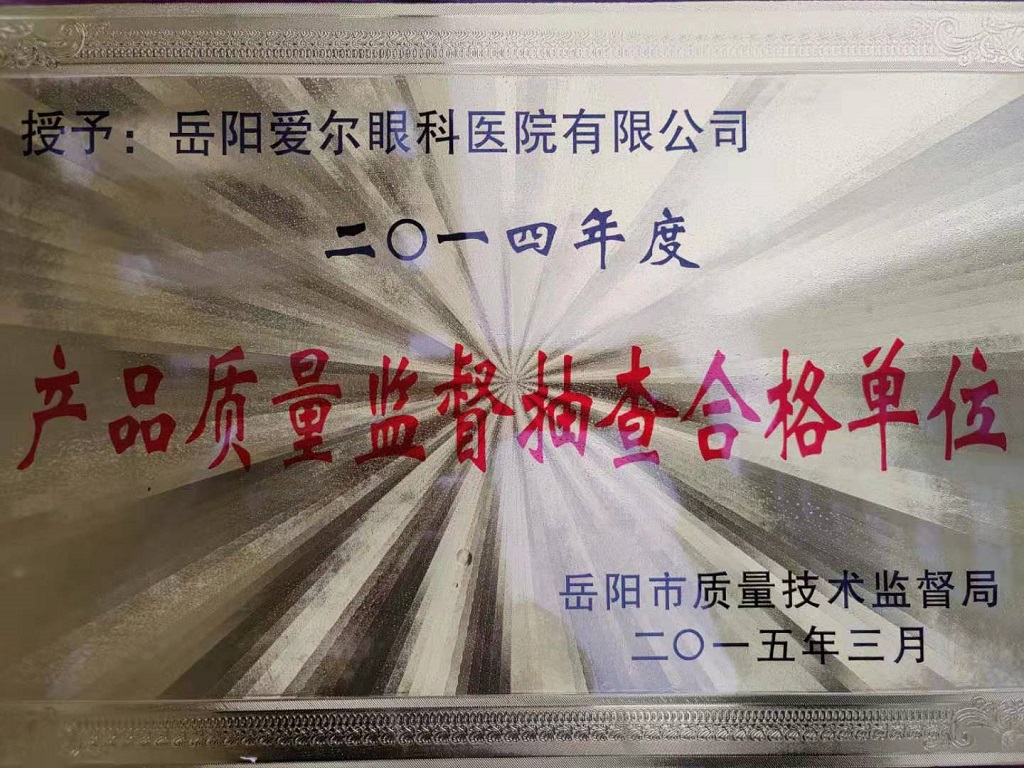 授予：岳阳爱尔眼科医院有限公司
二〇一四年度
产品质量监督抽查合格单位
岳阳市质量技术监督局
二〇一五年三月